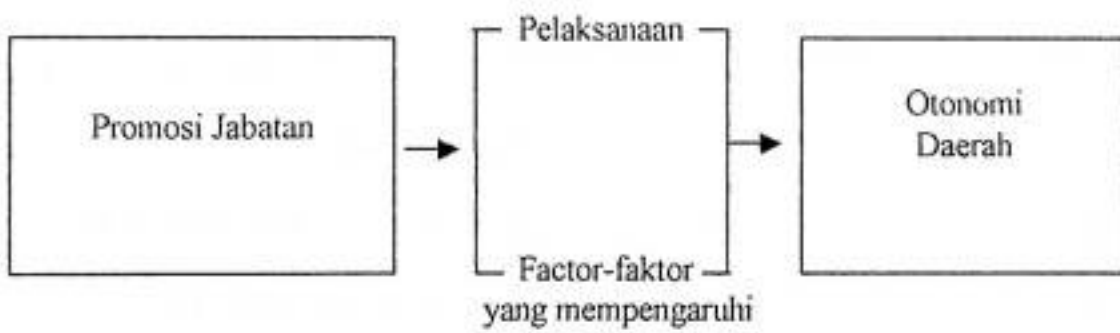 Promosi Jabatan
Pelaksanaan
Factor-faktor
yang mempengaruhi
Otonomi
Daerah